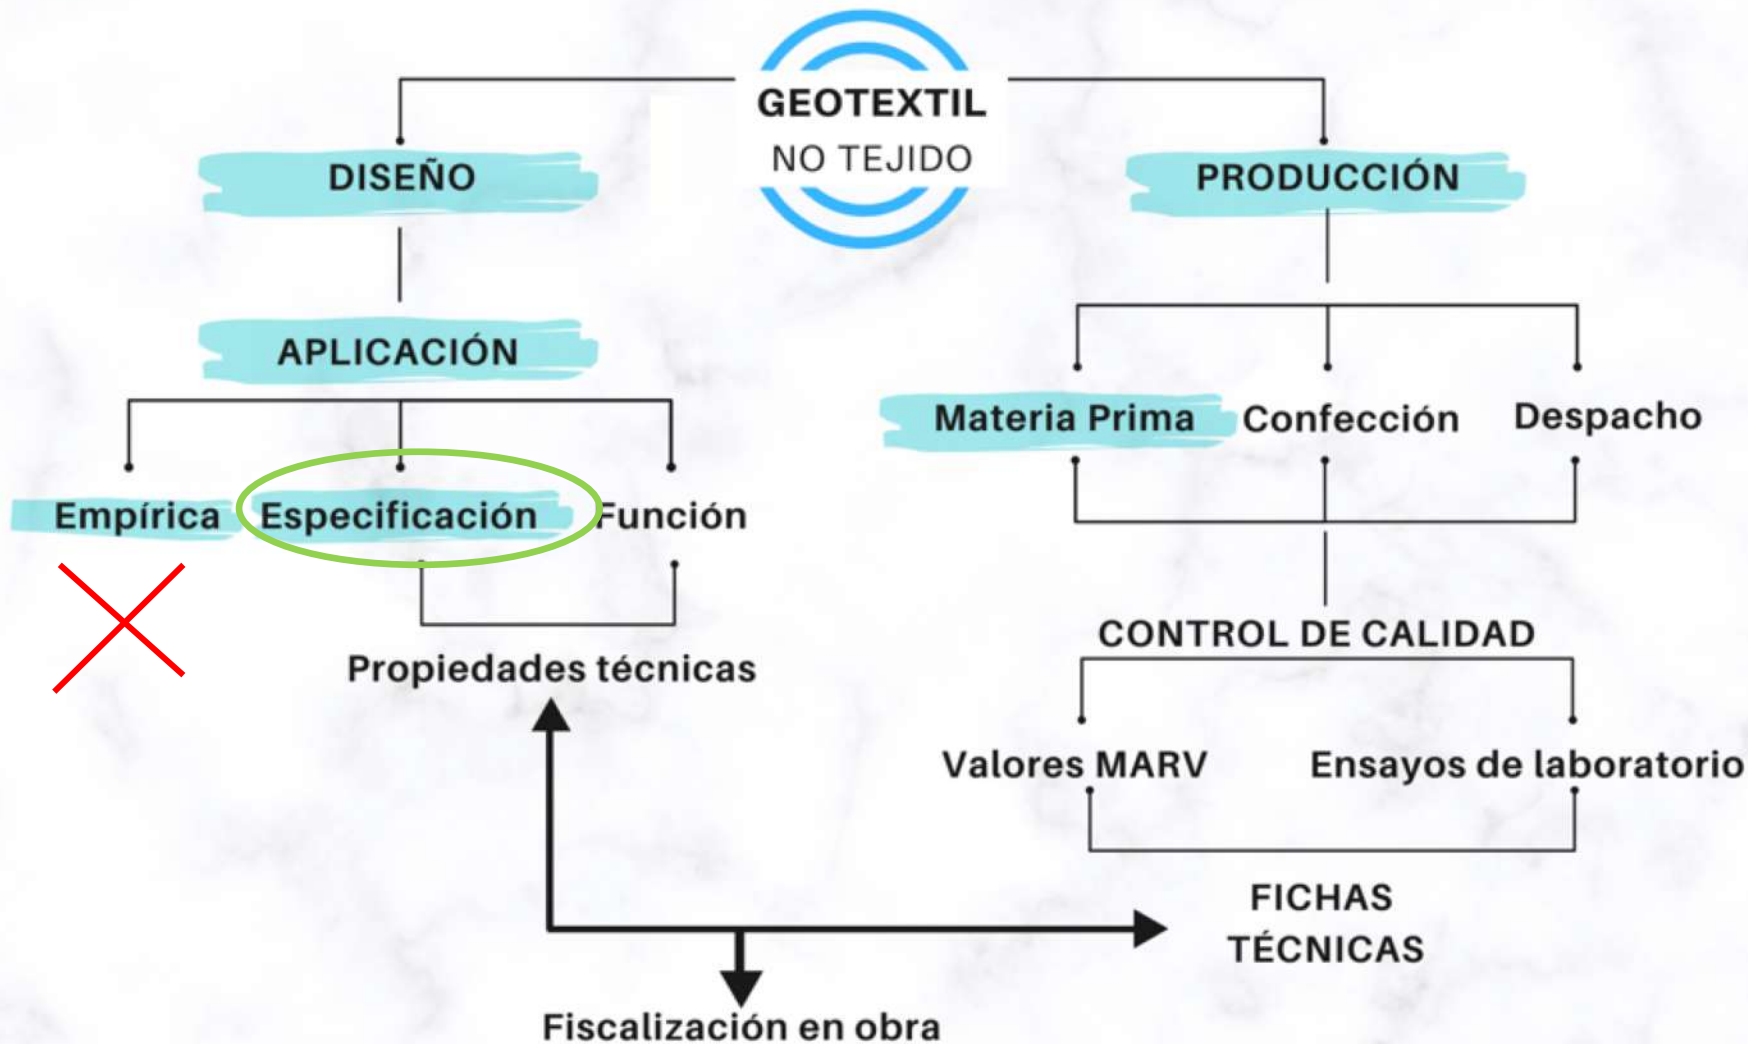 GEOTEXTIL
NO TEJIDO
DISEÑO
PRODUCCIÓN
APLICACIÓN
Materia Prima
Confección
Despacho
Empírica
Especificación
Función
CONTROL DE CALIDAD
Propiedades técnicas
Valores MARV
Ensayos de laboratorio
FICHAS
TÉCNICAS
Fiscalización en obra